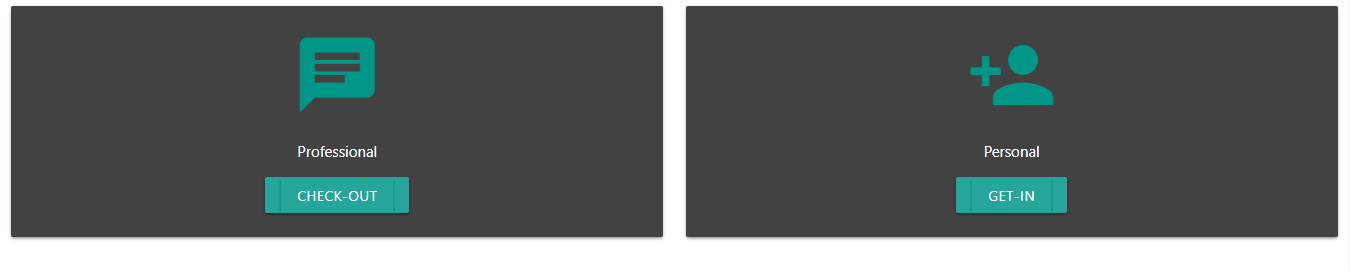 Professional
CHECK-OUT
Personal
GET-IN